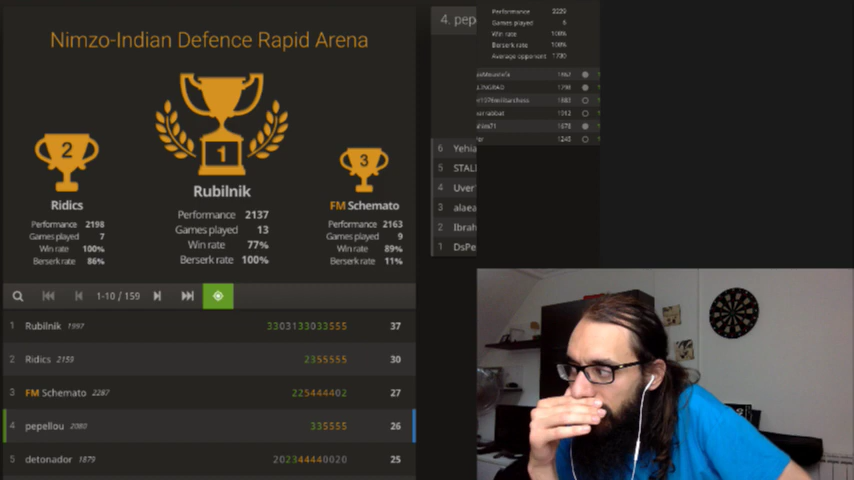 Nimzo-Indian Defence Rapid Arena
2
1
3
Ridics
Performance 2198
Games played 7
Win rate 100%
Berserk rate 86%
Rubilnik
Performance 2137
Games played 13
Win rate 77%
Berserk rate 100%
FM Schemato
Performance 2163
Games played 9
Win rate 89%
Berserk rate 11%
1-10 / 159
1 Rubilnik 1997 3303133033555 37
2 Ridics 2159 2355555 30
3 FM Schemato 2287 225444402 27
4 pepellou 2080 335555 26
5 detonador 1879 202344440020 25
4. pep
Performance 2229
Games played 6
Win rate 100%
Berserk rate 100%
Average opponent 1730
6 Yehia
5 STAL
4 Uver
3 alaea
2 Ibrah
1 DsPe